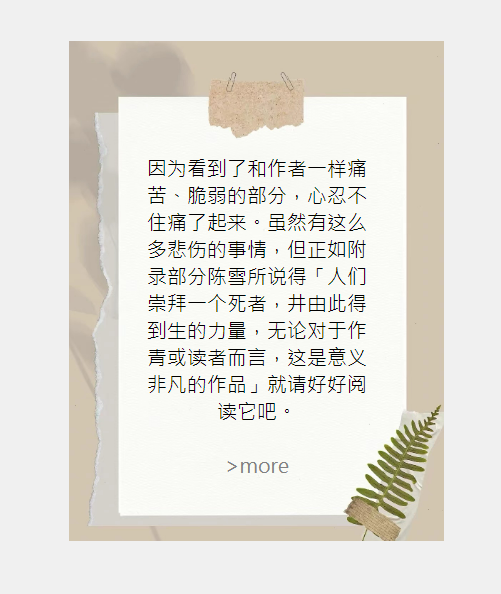 因为看到了和作者一样痛
苦、脆弱的部分，心忍不
住痛了起来。虽然有这么
多悲伤的事情，但正如附
录部分陈雪所说得「人们
崇拜一个死者，井由此得
到生的力量，无论对于作
青或读者而言，这是意义
非凡的作品」就请好好阅
读它吧。
>more